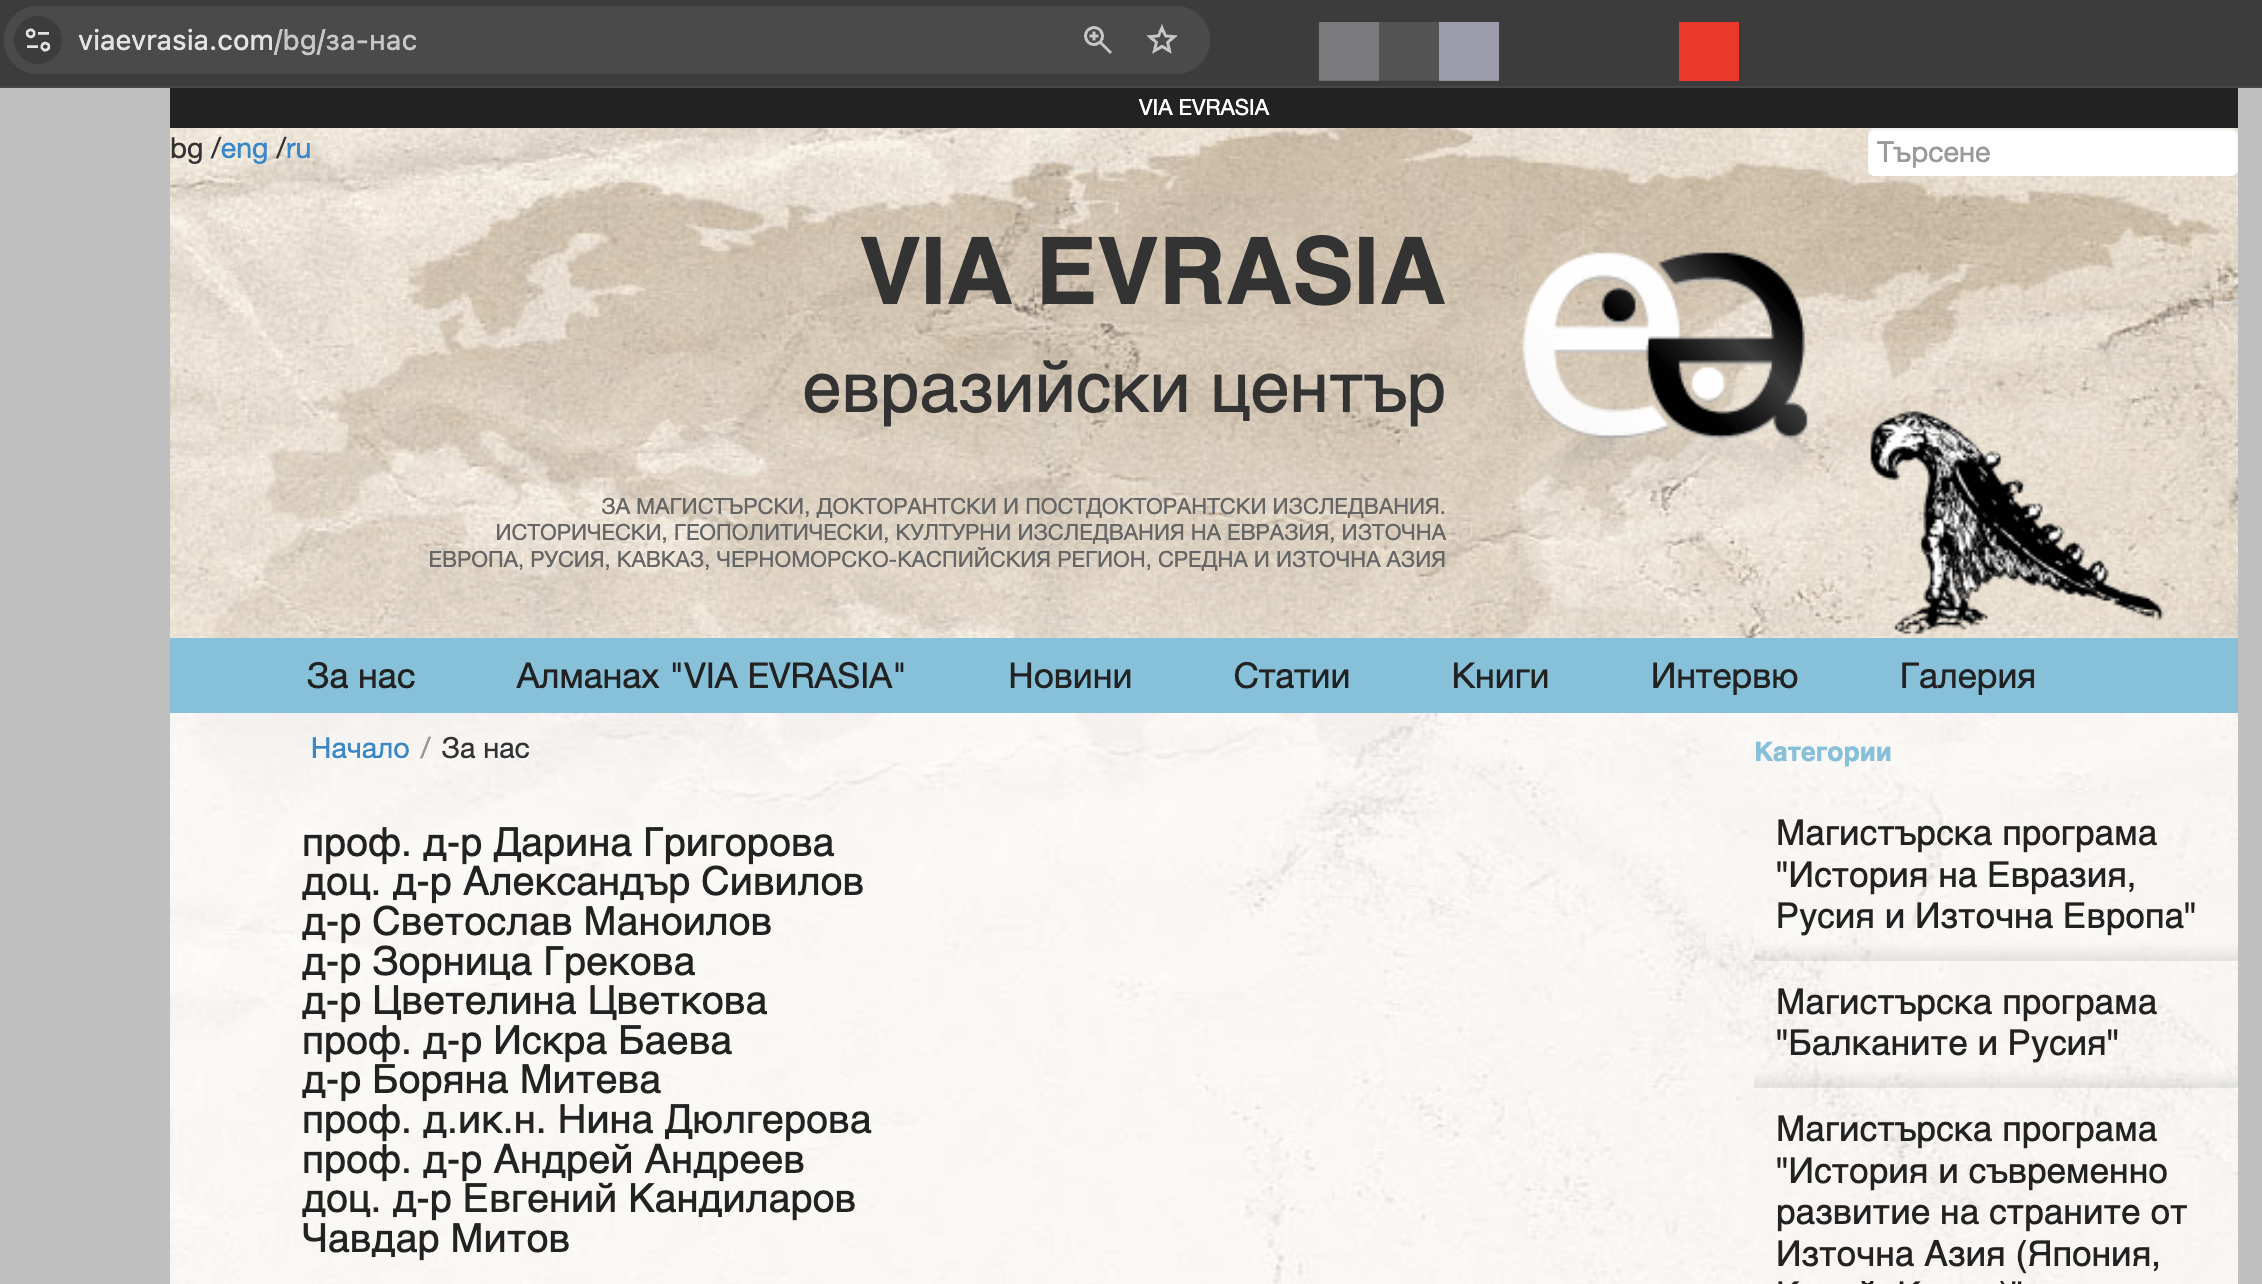 viaevrasia.com/bg/за-нас
VIA EVRASIA
bg /eng /ru
Търсене
VIA EVRASIA
евразийски център
ЗА МАГИСТЪРСКИ, ДОКТОРАНТСКИ И ПОСТДОКТОРАНТСКИ ИЗСЛЕДВАНИЯ.
ИСТОРИЧЕСКИ, ГЕОПОЛИТИЧЕСКИ, КУЛТУРНИ ИЗСЛЕДВАНИЯ НА ЕВРАЗИЯ, ИЗТОЧНА
ЕВРОПА, РУСИЯ, КАВКАЗ, ЧЕРНОМОРСКО-КАСПИЙСКИЯ РЕГИОН, СРЕДНА И ИЗТОЧНА АЗИЯ
За нас Алманах "VIA EVRASIA" Новини Статии Книги Интервю Галерия
Начало / За нас
проф. д-р Дарина Григорова
доц. д-р Александър Сивилов
д-р Светослав Маноилов
д-р Зорница Грекова
д-р Цветелина Цветкова
проф. д-р Искра Баева
д-р Боряна Митева
проф. д.ик.н. Нина Дюлгерова
проф. д-р Андрей Андреев
доц. д-р Евгений Кандиларов
Чавдар Митов
Категории
Магистърска програма
"История на Евразия,
Русия и Източна Европа"
Магистърска програма
"Балканите и Русия"
Магистърска програма
"История и съвременно
развитие на страните от
Източна Азия (Япония,